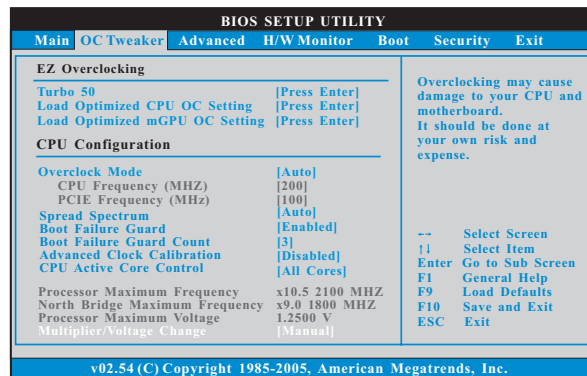 BIOS SETUP UTILITY
Main OC Tweaker Advanced H/W Monitor Boot Security Exit
EZ Overclocking
Turbo 50 [Press Enter]
Load Optimized CPU OC Setting [Press Enter]
Load Optimized mGPU OC Setting [Press Enter]
CPU Configuration
Overclock Mode [Auto]
CPU Frequency (MHZ) [200]
PCIE Frequency (MHz) [100]
Spread Spectrum [Auto]
Boot Failure Guard [Enabled]
Boot Failure Guard Count [3]
Advanced Clock Calibration [Disabled]
CPU Active Core Control [All Cores]
Processor Maximum Frequency x10.5 2100 MHZ
North Bridge Maximum Frequency x9.0 1800 MHZ
Processor Maximum Voltage 1.2500 V
Multiplier/Voltage Change [Manual]
Overclocking may cause
damage to your CPU and
motherboard.
It should be done at
your own risk and
expense.
←→ Select Screen
↑↓ Select Item
Enter Go to Sub Screen
F1 General Help
F9 Load Defaults
F10 Save and Exit
ESC Exit
v02.54 (C) Copyright 1985-2005, American Megatrends, Inc.